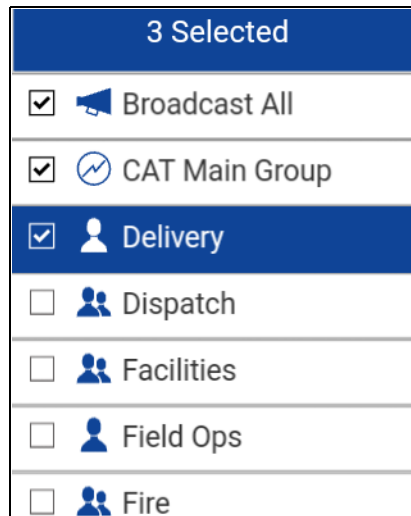 3 Selected
Broadcast All
CAT Main Group
Delivery
Dispatch
Facilities
Field Ops
Fire